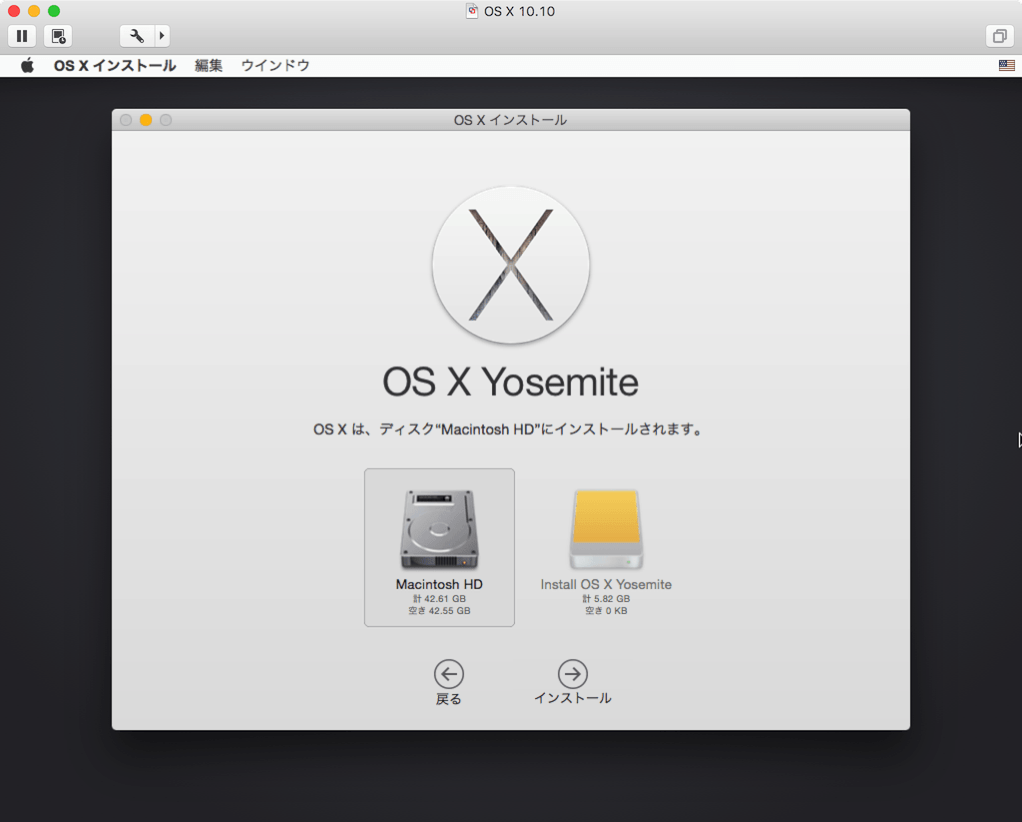 OS X 10.10
OS X インストール 編集 ウインドウ
OS X インストール
OS X Yosemite
OS X は、ディスク“Macintosh HD”にインストールされます。
Macintosh HD
計 42.61 GB
空き 42.55 GB
Install OS X Yosemite
計 5.82 GB
空き 0 KB
戻る
インストール